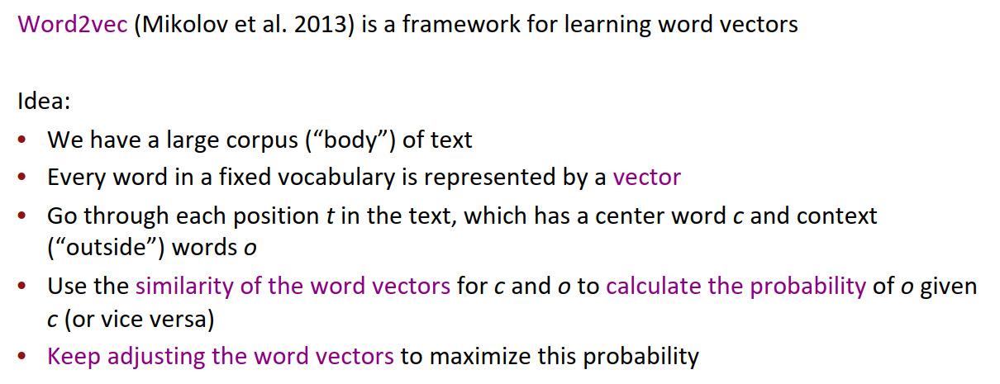 Word2vec (Mikolov et al. 2013) is a framework for learning word vectors
Idea:
• We have a large corpus (“body”) of text
• Every word in a fixed vocabulary is represented by a vector
• Go through each position t in the text, which has a center word c and context
(“outside”) words o
• Use the similarity of the word vectors for c and o to calculate the probability of o given
c (or vice versa)
• Keep adjusting the word vectors to maximize this probability